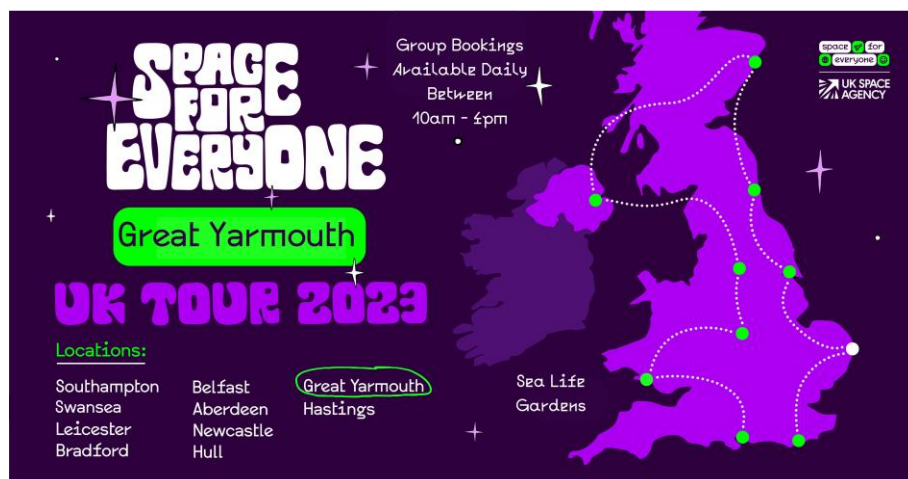 SPACE
FOR
EVERYONE
Great Yarmouth
UK TOUR 2023
Locations:
Southampton
Swansea
Leicester
Bradford
Belfast
Aberdeen
Newcastle
Hull
Great Yarmouth
Hastings
Group Bookings
Available Daily
Between
10am - 4pm
Sea Life
Gardens
space for
everyone
UK SPACE
AGENCY